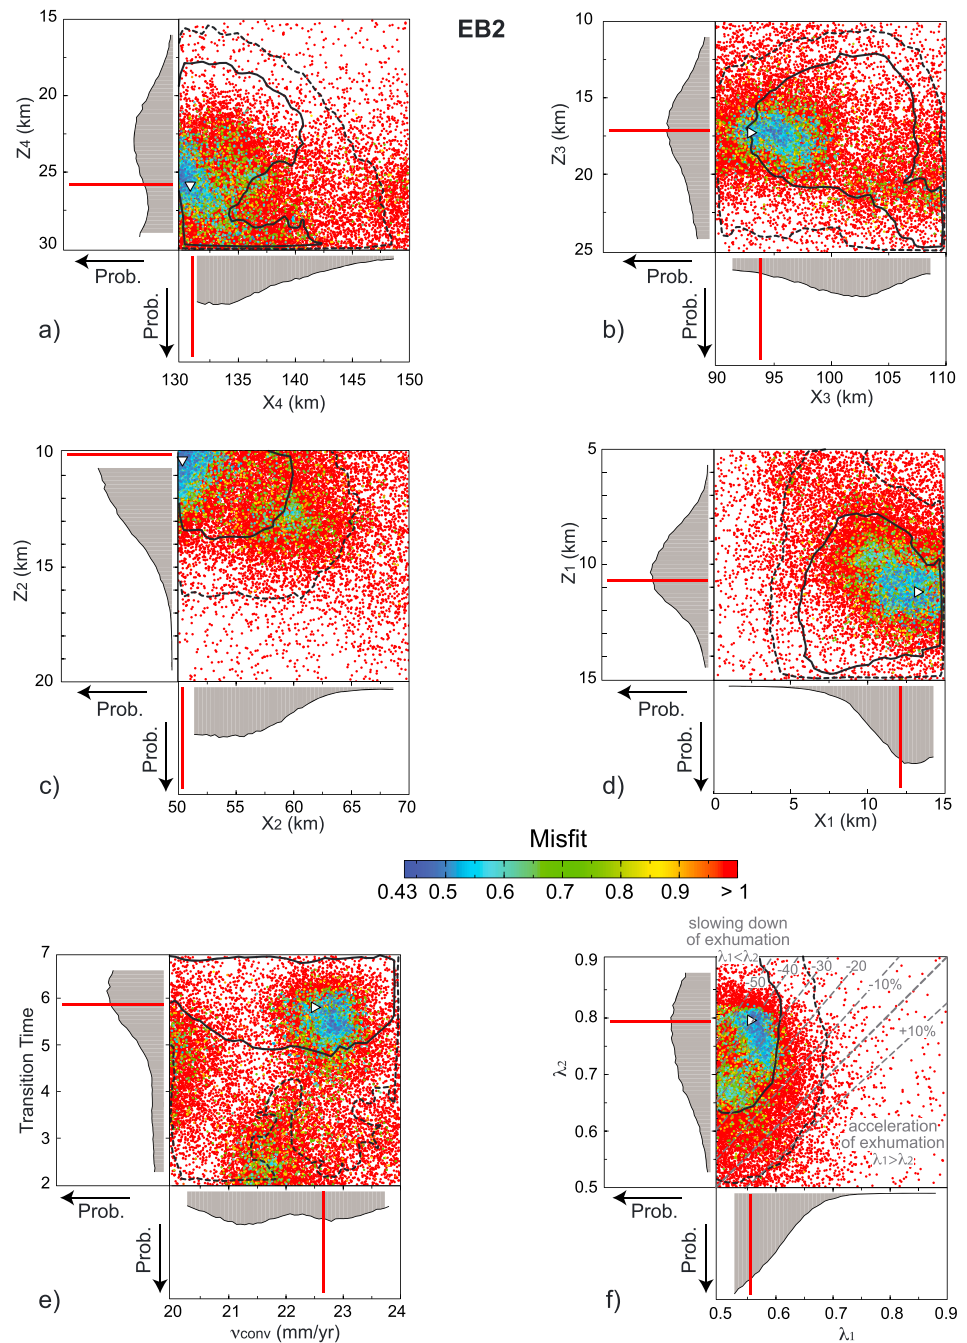 EB2
15
20
25
30
Z4 (km)
Prob.
Prob.
a)
130 135 140 145 150
X4 (km)
10
15
20
25
Z3 (km)
Prob.
Prob.
b)
90 95 100 105 110
X3 (km)
10
15
20
Z2 (km)
Prob.
Prob.
c)
50 55 60 65 70
X2 (km)
5
10
15
Z1 (km)
Prob.
Prob.
d)
0 5 10 15
X1 (km)
Misfit
0.43 0.5 0.6 0.7 0.8 0.9 > 1
7
6
5
4
3
2
Transition Time
Prob.
Prob.
e)
20 21 22 23 24
νconv (mm/yr)
slowing down
of exhumation
λ1<λ2
-50
-40
-30
-20
-10%
+10%
acceleration
of exhumation
λ1>λ2
0.9
0.8
0.7
0.6
0.5
λ2
Prob.
Prob.
f)
0.5 0.6 0.7 0.8 0.9
λ1